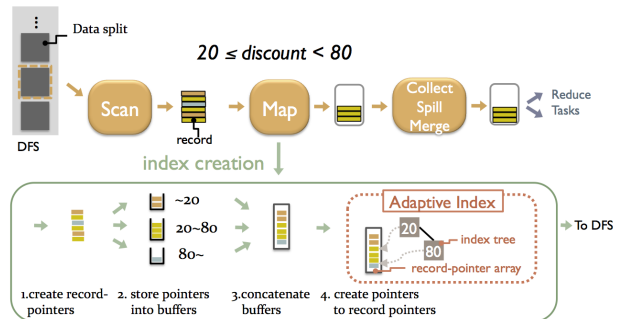 Data split
20 ≤ discount < 80
Scan
Map
Collect
Spill
Merge
Reduce
Tasks
record
DFS
index creation
~20
20~80
80~
Adaptive Index
20
80
index tree
record-pointer array
To DFS
1.create record-
pointers
2. store pointers
into buffers
3.concatenate
buffers
4. create pointers
to record pointers